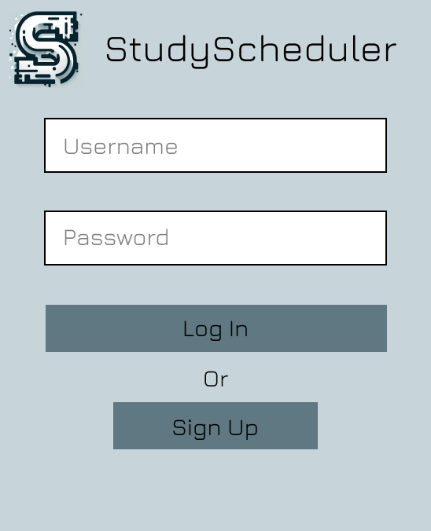 StudyScheduler
Username
Password
Log In
Or
Sign Up